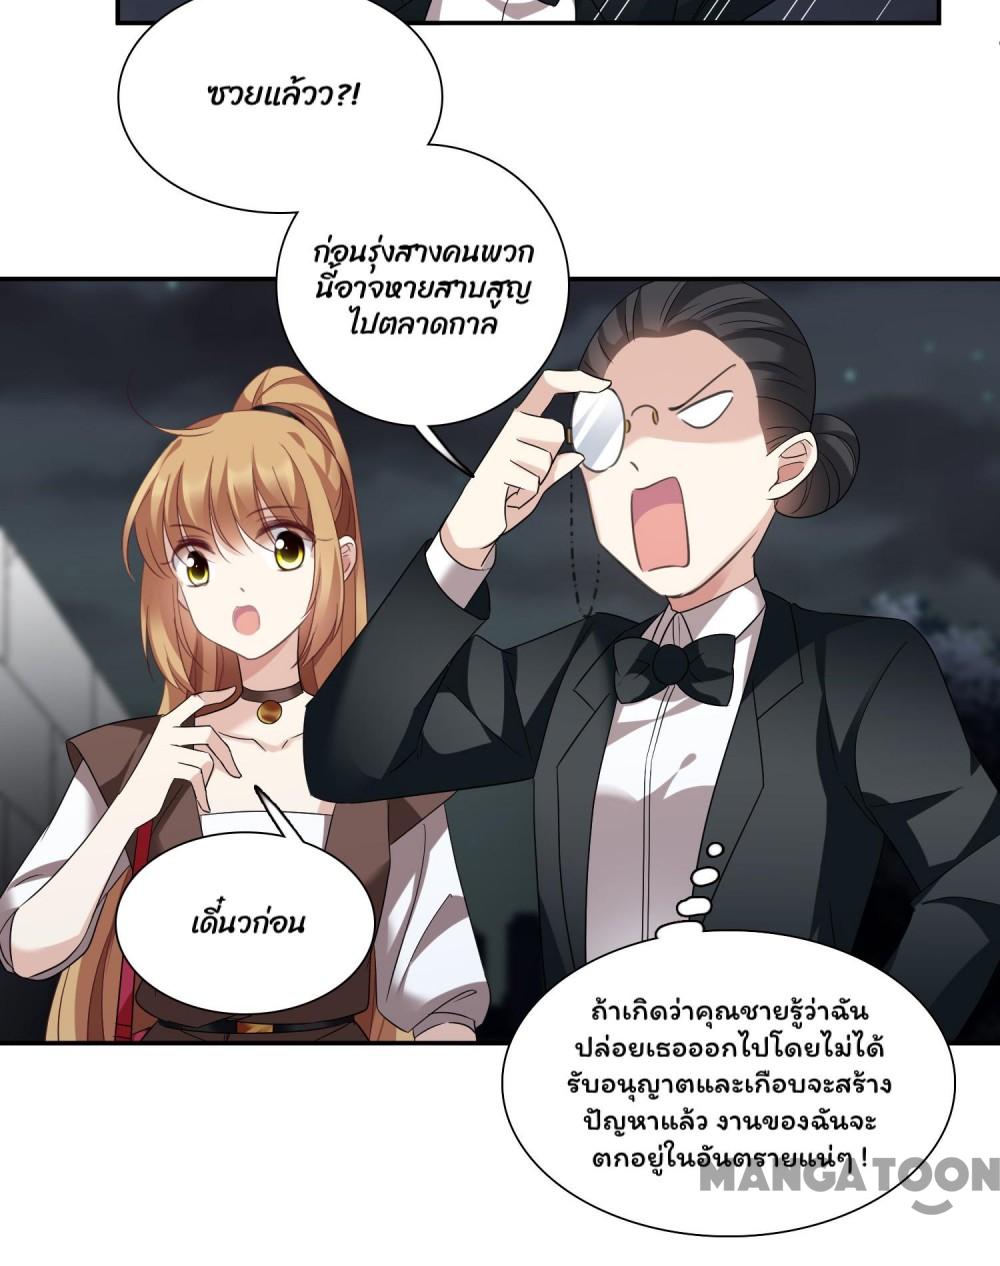 ซวยแล้วว?!
ก่อนรุ่งสางคนพวก
นี้อาจหายสาบสูญ
ไปตลาดกาล
เดี๋นวก่อน
ถ้าเกิดว่าคุณชายรู้ว่าฉัน
ปล่อยเธอออกไปโดยไม่ได้
รับอนุญาตและเกือบจะสร้าง
ปัญหาแล้ว งานของฉันจะ
ตกอยู่ในอันตรายแน่ๆ!
MANGATOON